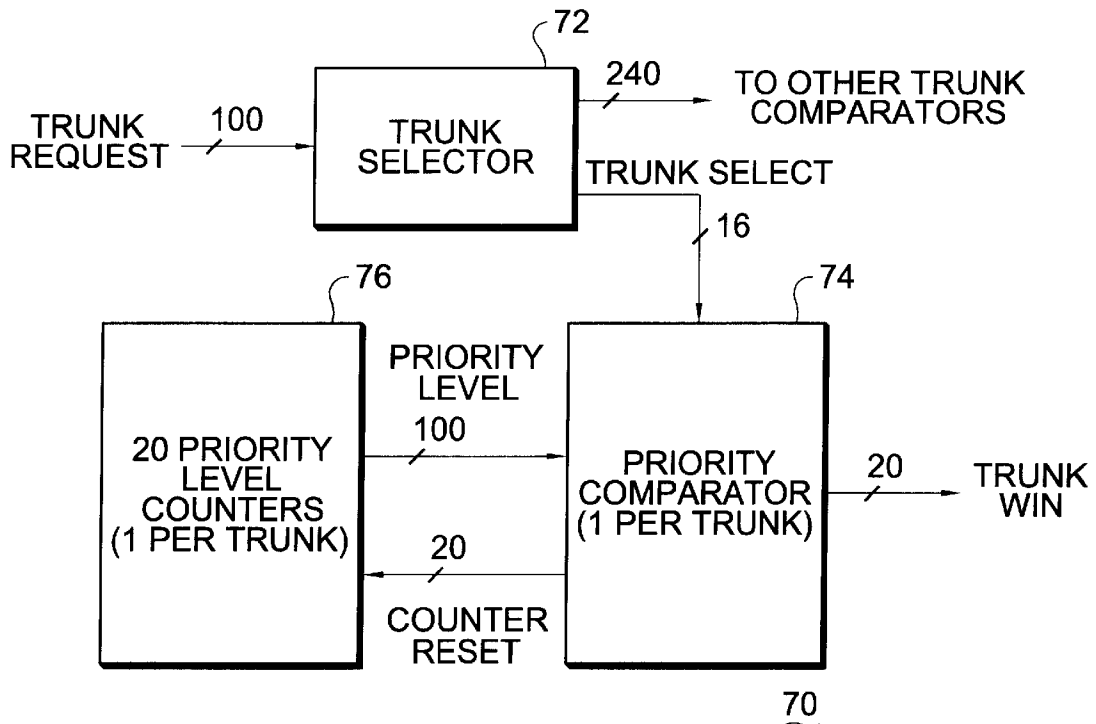 72
240
TO OTHER TRUNK
COMPARATORS
TRUNK
REQUEST
100
TRUNK
SELECTOR
TRUNK SELECT
16
76
74
PRIORITY
LEVEL
100
20 PRIORITY
LEVEL
COUNTERS
(1 PER TRUNK)
PRIORITY
COMPARATOR
(1 PER TRUNK)
20
TRUNK
WIN
20
COUNTER
RESET
70